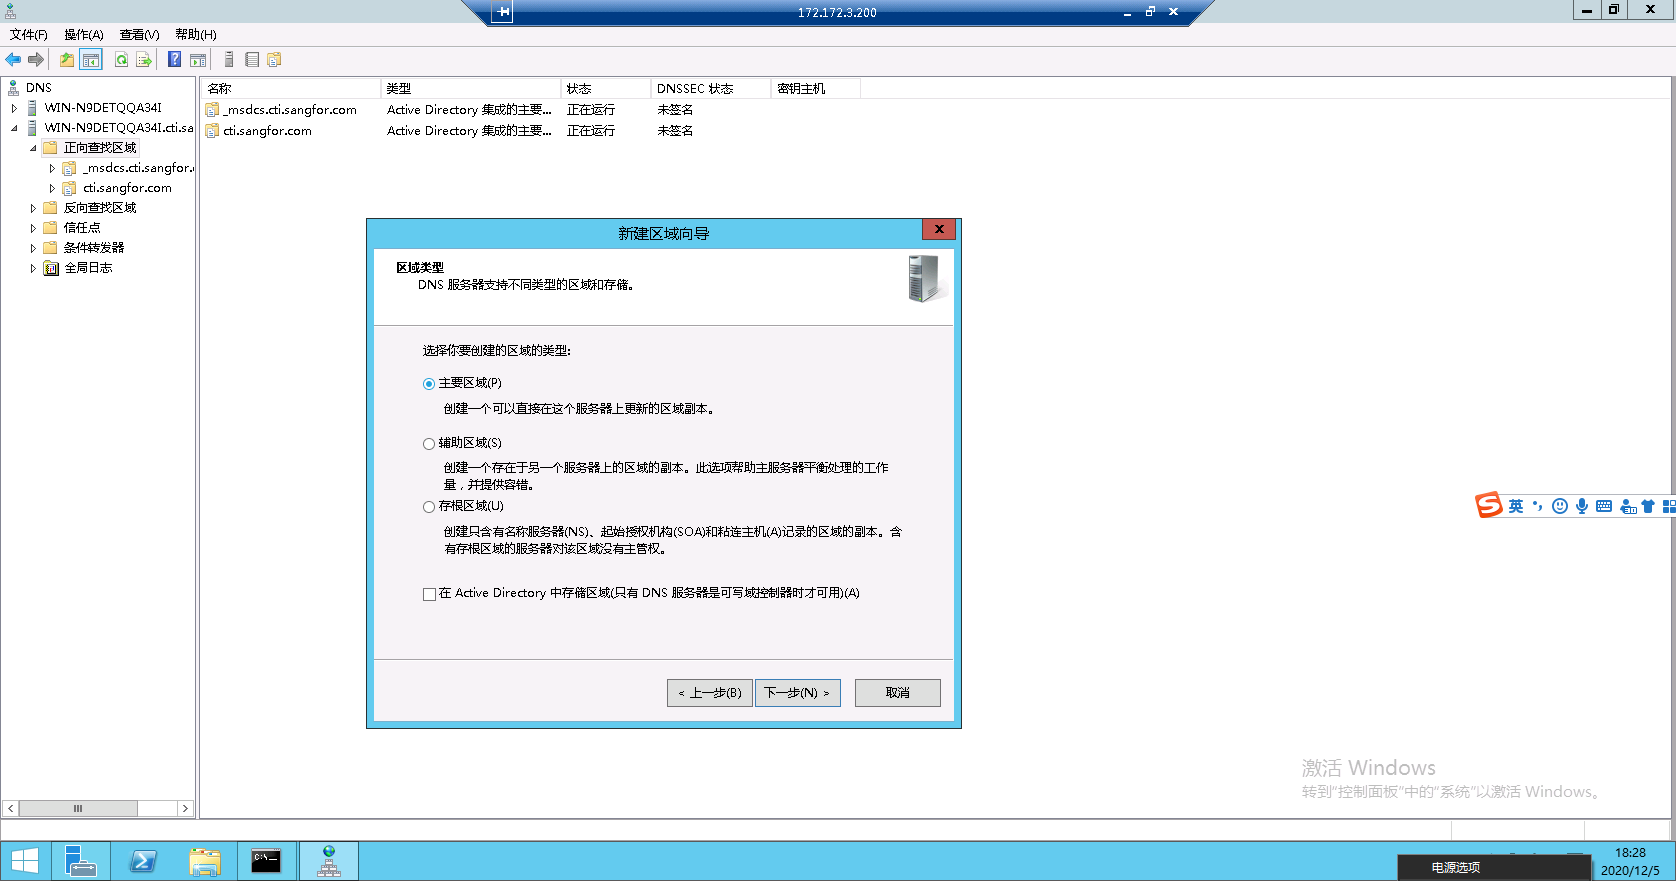 172.172.3.200
文件(F) 操作(A) 查看(V) 帮助(H)
DNS
WIN-N9DETQQA34I
WIN-N9DETQQA34I.cti.sa
正向查找区域
_msdcs.cti.sangfor.
cti.sangfor.com
反向查找区域
信任点
条件转发器
全局日志
名称 类型 状态 DNSSEC 状态 密钥主机
_msdcs.cti.sangfor.com Active Directory 集成的主要... 正在运行 未签名
cti.sangfor.com Active Directory 集成的主要... 正在运行 未签名
新建区域向导
区域类型
DNS 服务器支持不同类型的区域和存储。
选择你要创建的区域的类型:
主要区域(P)
创建一个可以直接在这个服务器上更新的区域副本。
辅助区域(S)
创建一个存在于另一个服务器上的区域的副本。此选项帮助主服务器平衡处理的工作
量，并提供容错。
存根区域(U)
创建只含有名称服务器(NS)、起始授权机构(SOA)和粘连主机(A)记录的区域的副本。含
有存根区域的服务器对该区域没有主管权。
在 Active Directory 中存储区域(只有 DNS 服务器是可写域控制器时才可用)(A)
< 上一步(B) 下一步(N) > 取消
英
激活 Windows
转到"控制面板"中的"系统"以激活 Windows。
C:\
电源选项
18:28
2020/12/5